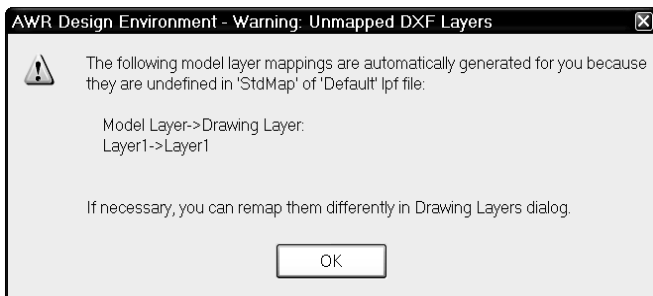 AWR Design Environment - Warning: Unmapped DXF Layers
The following model layer mappings are automatically generated for you because
they are undefined in 'StdMap' of 'Default' lpf file:
Model Layer->Drawing Layer:
Layer1->Layer1
If necessary, you can remap them differently in Drawing Layers dialog.
OK